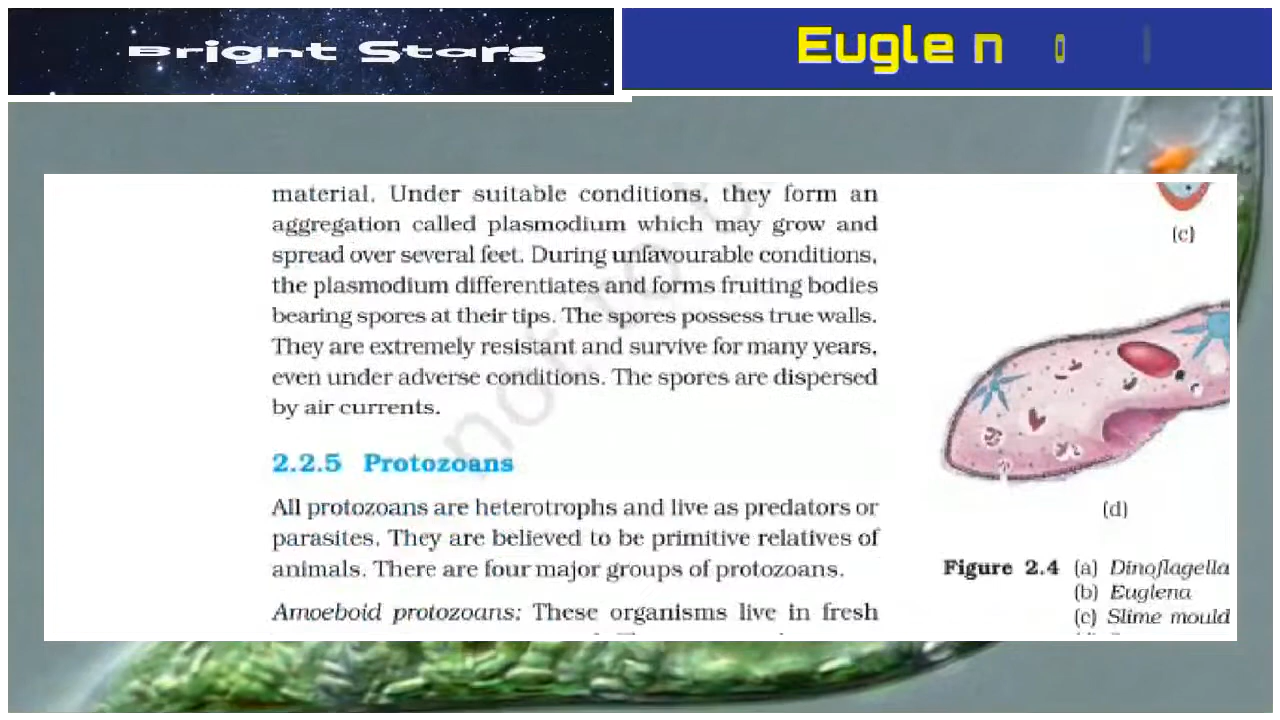 Bright Stars
Euglen
material. Under suitable conditions, they form an
aggregation called plasmodium which may grow and
spread over several feet. During unfavourable conditions,
the plasmodium differentiates and forms fruiting bodies
bearing spores at their tips. The spores possess true walls.
They are extremely resistant and survive for many years,
even under adverse conditions. The spores are dispersed
by air currents.
2.2.5 Protozoans
All protozoans are heterotrophs and live as predators or
parasites. They are believed to be primitive relatives of
animals. There are four major groups of protozoans.
Amoeboid protozoans: These organisms live in fresh
(c)
(d)
Figure 2.4 (a) Dinoflagella
(b) Euglena
(c) Slime mould
not to